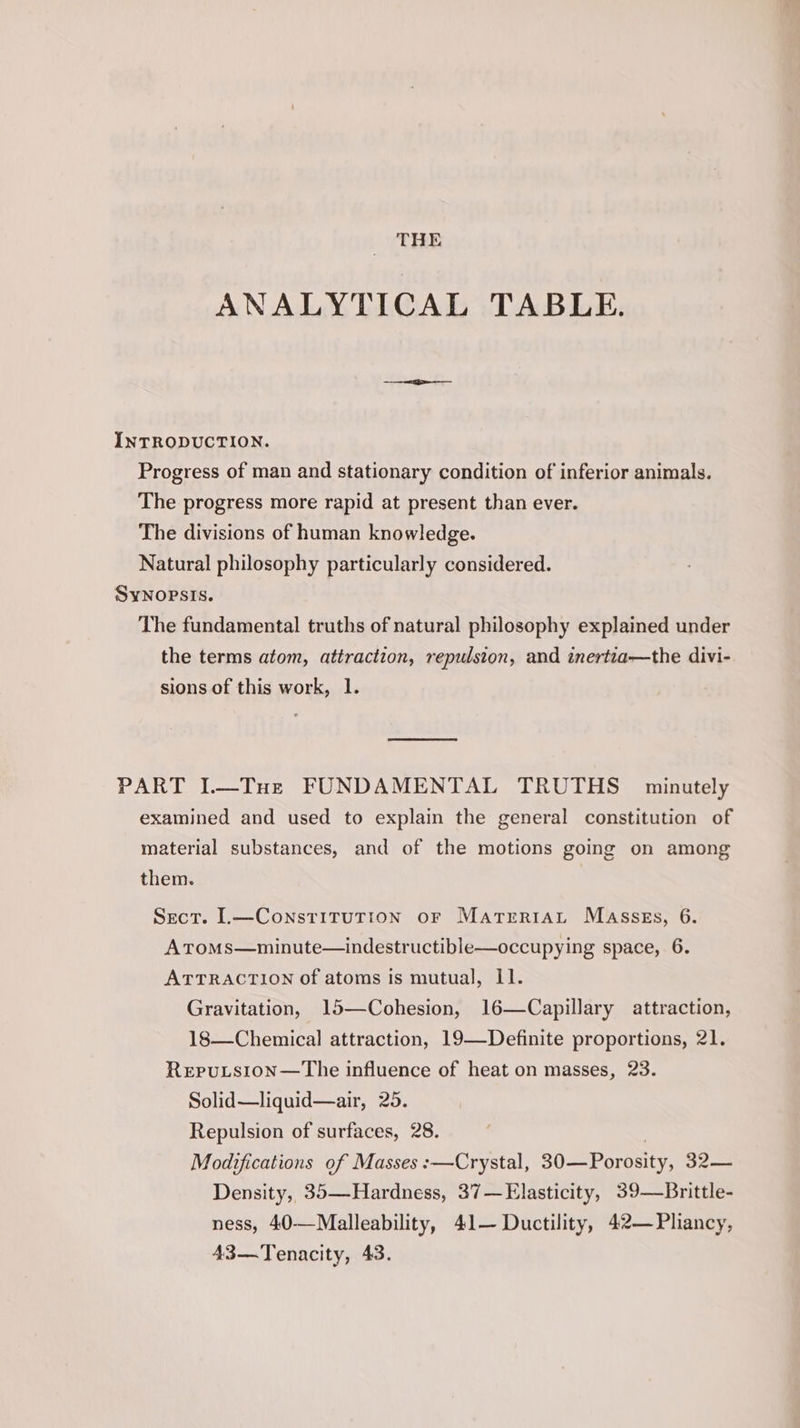 THE
ANALYTICAL TABLE.
INTRODUCTION.
Progress of man and stationary condition of inferior animals.
The progress more rapid at present than ever.
The divisions of human knowledge.
Natural philosophy particularly considered.
SYNOPSIS.
The fundamental truths of natural philosophy explained under
the terms atom, attraction, repulsion, and inertia—the divi-
sions of this work, 1.
PART I.—THE FUNDAMENTAL TRUTHS minutely
examined and used to explain the general constitution of
material substances, and of the motions going on among
them.
SECT. I.—CONSTITUTION OF MATERIAL MASSES, 6.
ATOMS—minute—indestructible—occupying space, 6.
ATTRACTION of atoms is mutual, 11.
Gravitation, 15—Cohesion, 16—Capillary attraction,
18—Chemical attraction, 19—Definite proportions, 21.
REPULSION—The influence of heat on masses, 23.
Solid—liquid—air, 25.
Repulsion of surfaces, 28.
Modifications of Masses:—Crystal, 30—Porosity, 32—
Density, 35—Hardness, 37—Elasticity, 39—Brittle-
ness, 40—Malleability, 41—Ductility, 42—Pliancy,
43—Tenacity, 43.